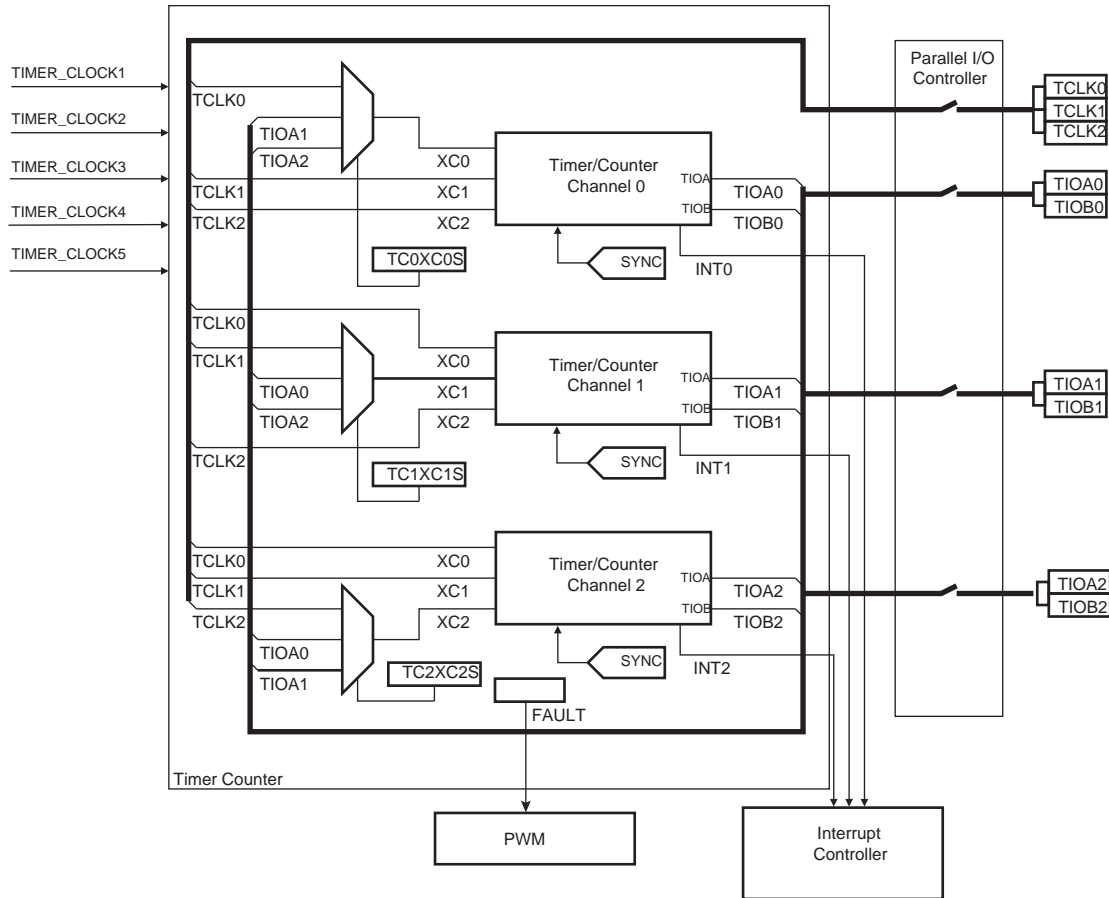 Parallel I/O
Controller
TIMER_CLOCK1
TIMER_CLOCK2
TIMER_CLOCK3
TIMER_CLOCK4
TIMER_CLOCK5
TCLK0
TIOA1
TIOA2
TCLK1
TCLK2
XC0
XC1
XC2
Timer/Counter
Channel 0
TIOA
TIOB
TIOA0
TIOB0
TC0XC0S
SYNC
INT0
TCLK0
TCLK1
TCLK2
TIOA0
TIOB0
TCLK0
TCLK1
TIOA0
TIOA2
TCLK2
XC0
XC1
XC2
Timer/Counter
Channel 1
TIOA
TIOB
TIOA1
TIOB1
TC1XC1S
SYNC
INT1
TIOA1
TIOB1
TCLK0
TCLK1
TCLK2
TIOA0
TIOA1
XC0
XC1
XC2
Timer/Counter
Channel 2
TIOA
TIOB
TIOA2
TIOB2
TC2XC2S
SYNC
INT2
TIOA2
TIOB2
FAULT
Timer Counter
PWM
Interrupt
Controller